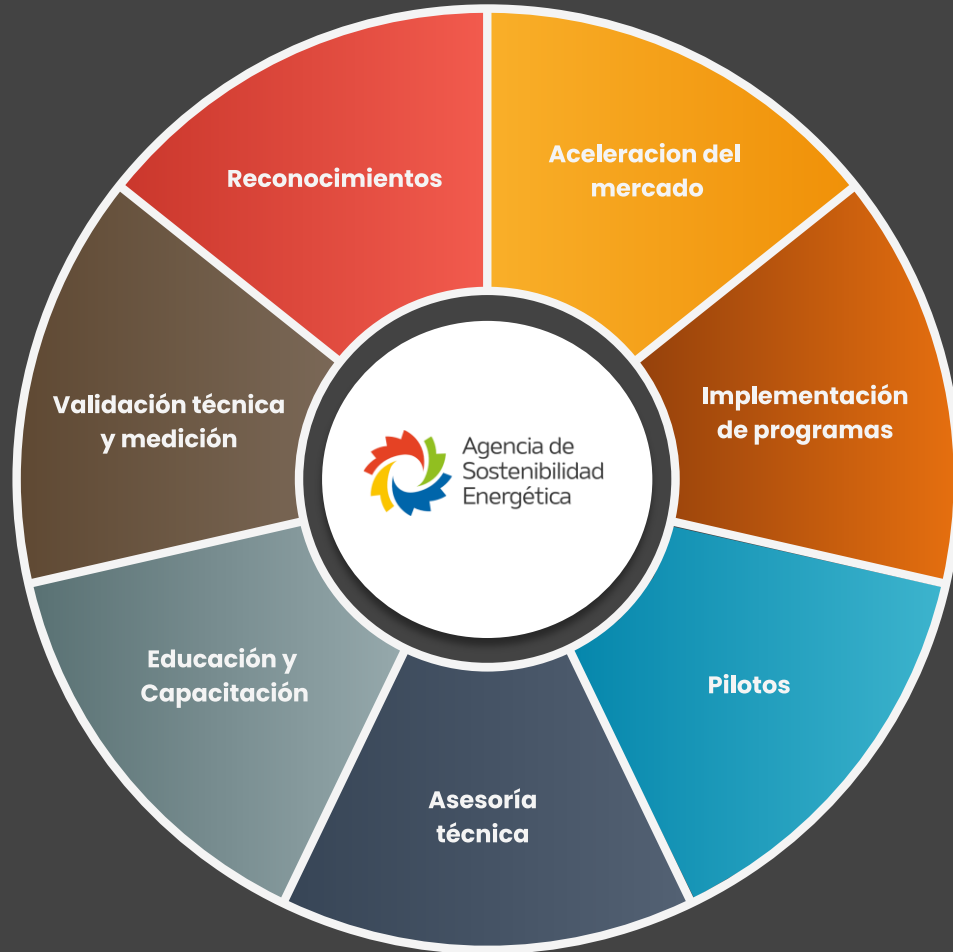 Reconocimientos
Aceleracion del
mercado
Implementación
de programas
Pilotos
Asesoría
técnica
Educación y
Capacitación
Validación técnica
y medición
Agencia de
Sostenibilidad
Energética